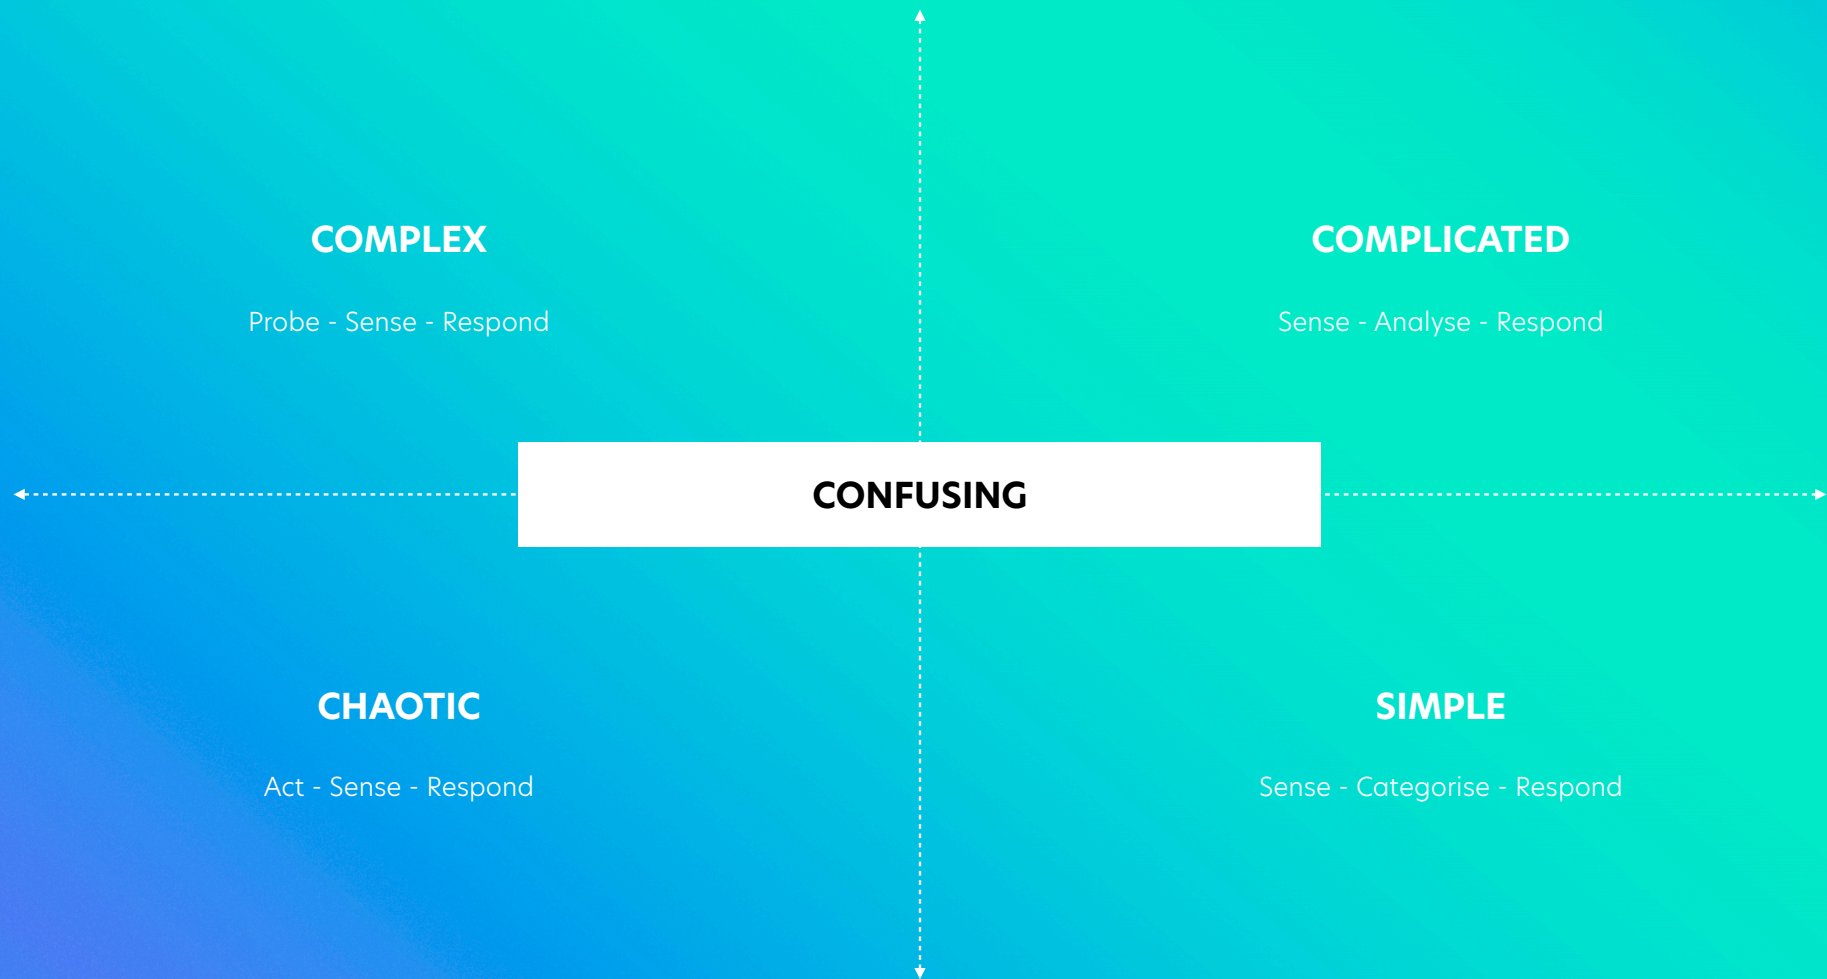 COMPLEX
COMPLICATED
Probe - Sense - Respond
Sense - Analyse - Respond
CONFUSING
CHAOTIC
SIMPLE
Act - Sense - Respond
Sense - Categorise - Respond